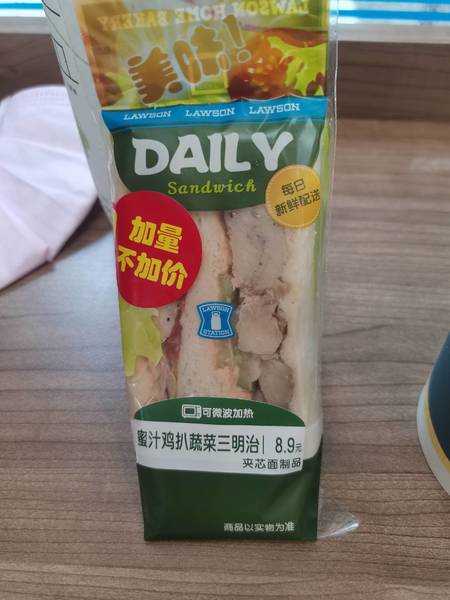 LAWSON HOME BAKERY
美味!
LAWSON LAWSON LAWSON
DAILY
Sandwich
每日
新鲜配送
加量
不加价
LAWSON
STATION
可微波加热
蜜汁鸡扒蔬菜三明治 | 8.9元
夹芯面制品
商品以实物为准